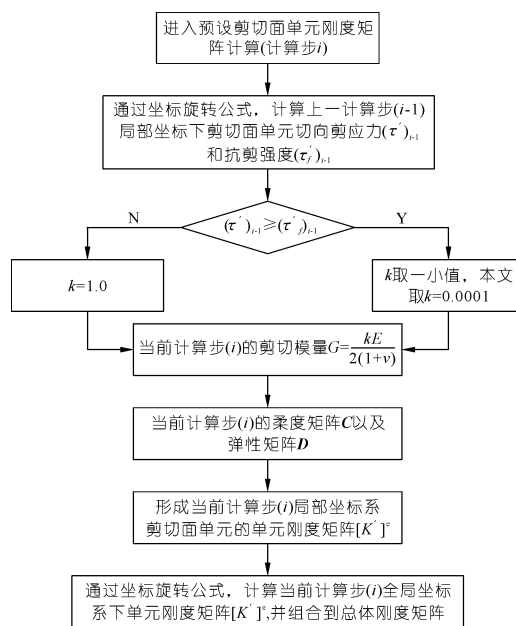 进入预设剪切面单元刚度矩
阵计算(计算步i)
通过坐标旋转公式，计算上一计算步(i-1)
局部坐标下剪切面单元切向剪应力(τ′)i-1
和抗剪强度(τ′f)i-1
N
(τ′)i-1≥(τ′f)i-1
Y
k=1.0
k取一小值，本文
取k=0.0001
当前计算步(i)的剪切模量G=kE/2(1+v)
当前计算步(i)的柔度矩阵C以及
弹性矩阵D
形成当前计算步(i)局部坐标系
剪切面单元的单元刚度矩阵[K′]e
通过坐标旋转公式，计算当前计算步(i)全局坐标
系下单元刚度矩阵[K′]e,并组合到总体刚度矩阵